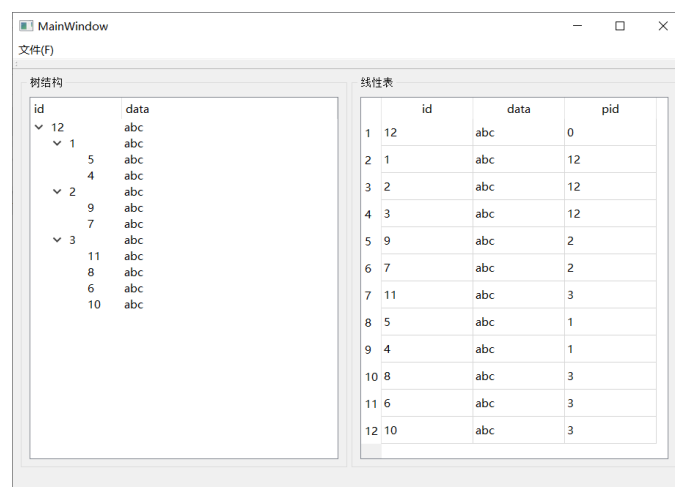 MainWindow
文件(F)
树结构
id data
12 abc
1 abc
5 abc
4 abc
2 abc
9 abc
7 abc
3 abc
11 abc
8 abc
6 abc
10 abc
线性表
id data pid
1 12 abc 0
2 1 abc 12
3 2 abc 12
4 3 abc 12
5 9 abc 2
6 7 abc 2
7 11 abc 3
8 5 abc 1
9 4 abc 1
10 8 abc 3
11 6 abc 3
12 10 abc 3